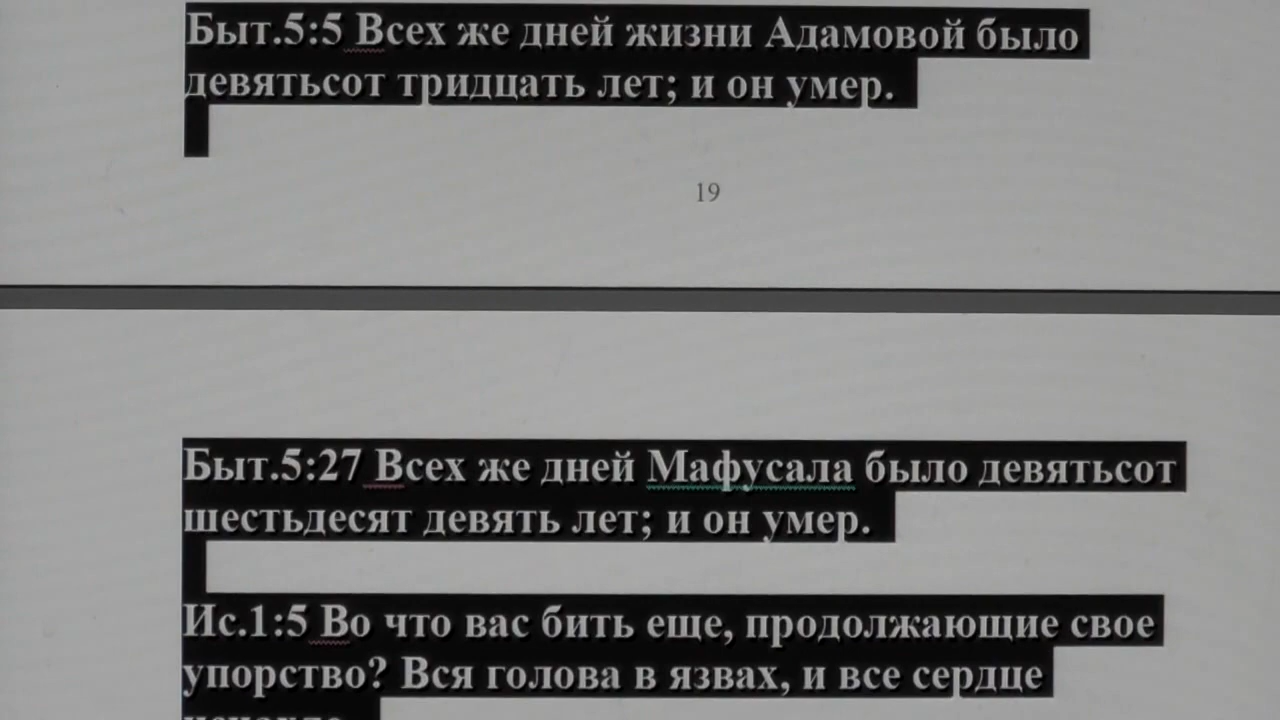 Быт.5:5 Всех же дней жизни Адамовой было
девятьсот тридцать лет; и он умер.
19
Быт.5:27 Всех же дней Мафусала было девятьсот
шестьдесят девять лет; и он умер.
Ис.1:5 Во что вас бить еще, продолжающие свое
упорство? Вся голова в язвах, и все сердце